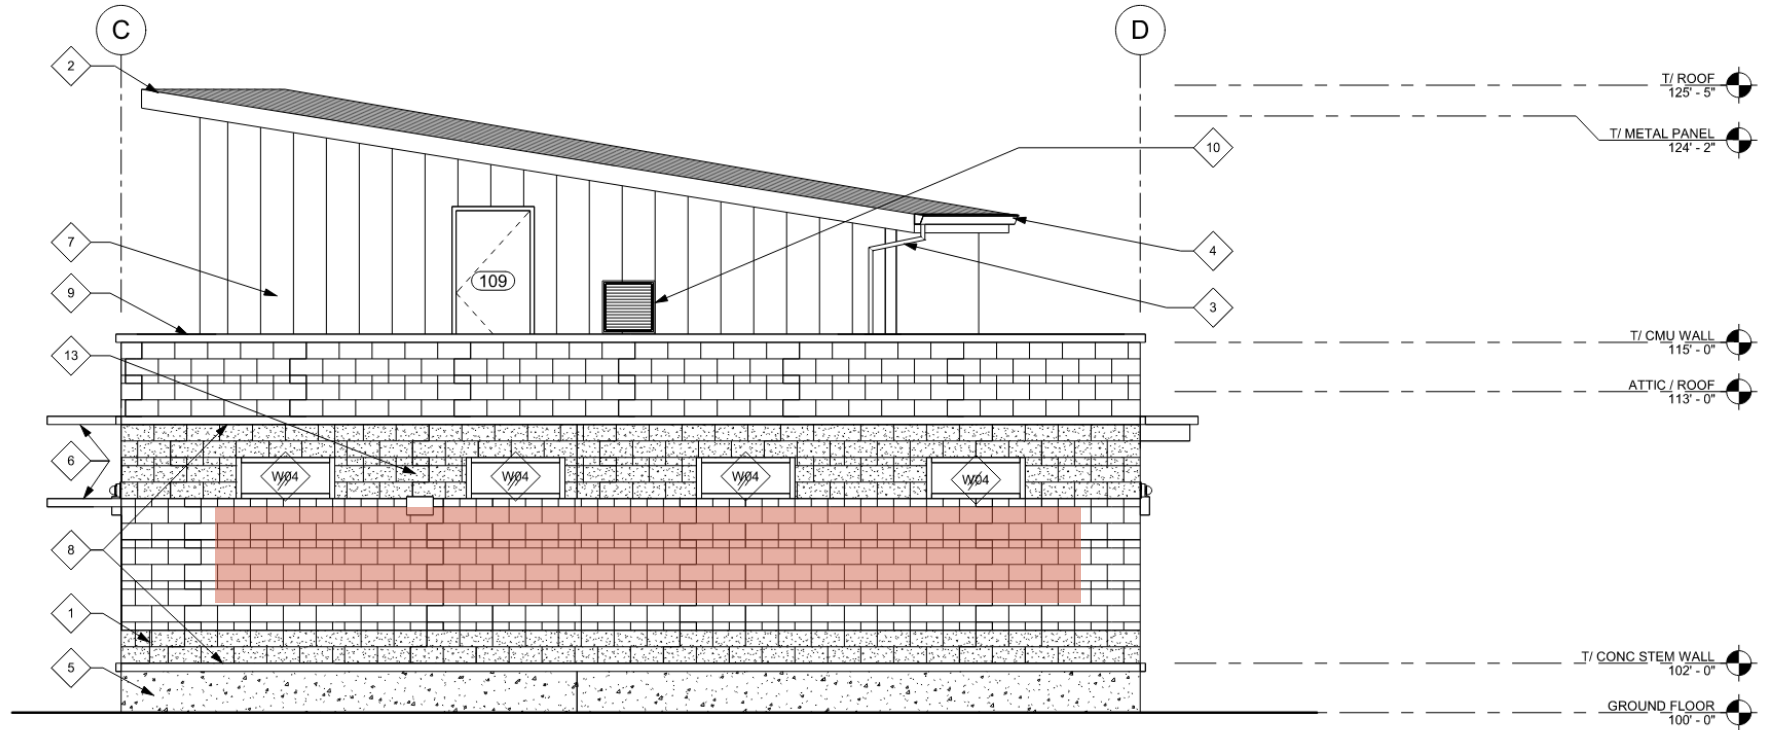 C
D
2
T/ ROOF
125' - 5"
T/ METAL PANEL
124' - 2"
10
7
4
109
9
3
13
T/ CMU WALL
115' - 0"
ATTIC / ROOF
113' - 0"
6
W04
W04
W04
W04
8
1
5
T/ CONC STEM WALL
102' - 0"
GROUND FLOOR
100' - 0"